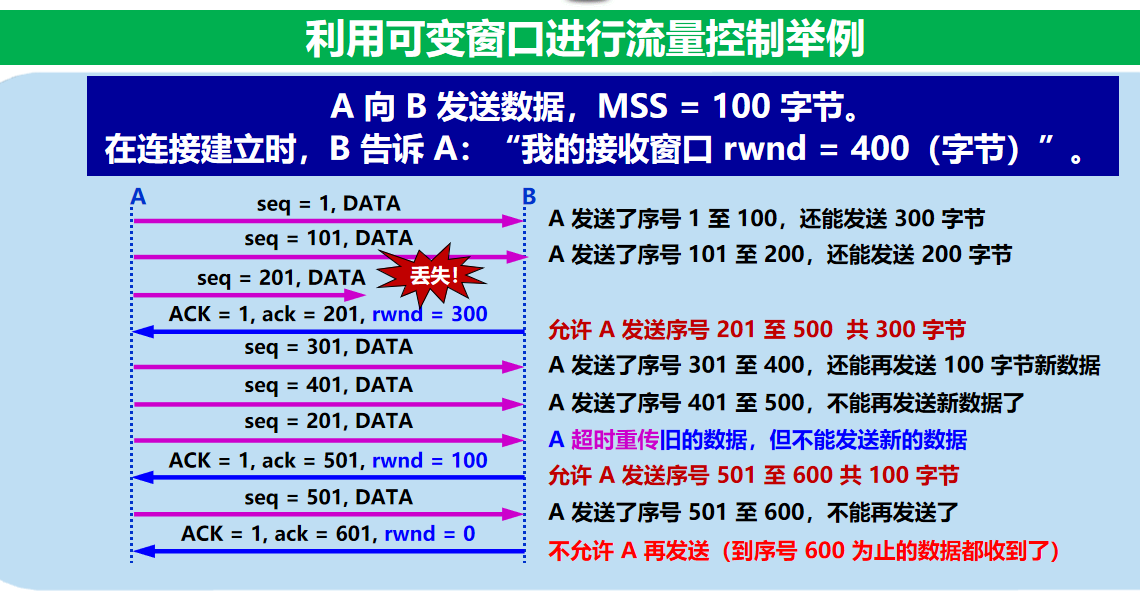 利用可变窗口进行流量控制举例
A 向 B 发送数据，MSS = 100 字节。
在连接建立时，B 告诉 A：“我的接收窗口 rwnd = 400（字节）”。
A
B
seq = 1, DATA
A 发送了序号 1 至 100，还能发送 300 字节
seq = 101, DATA
A 发送了序号 101 至 200，还能发送 200 字节
seq = 201, DATA
丢失！
ACK = 1, ack = 201, rwnd = 300
允许 A 发送序号 201 至 500 共 300 字节
seq = 301, DATA
A 发送了序号 301 至 400，还能再发送 100 字节新数据
seq = 401, DATA
A 发送了序号 401 至 500，不能再发送新数据了
seq = 201, DATA
A 超时重传旧的数据，但不能发送新的数据
ACK = 1, ack = 501, rwnd = 100
允许 A 发送序号 501 至 600 共 100 字节
seq = 501, DATA
A 发送了序号 501 至 600，不能再发送了
ACK = 1, ack = 601, rwnd = 0
不允许 A 再发送（到序号 600 为止的数据都收到了）